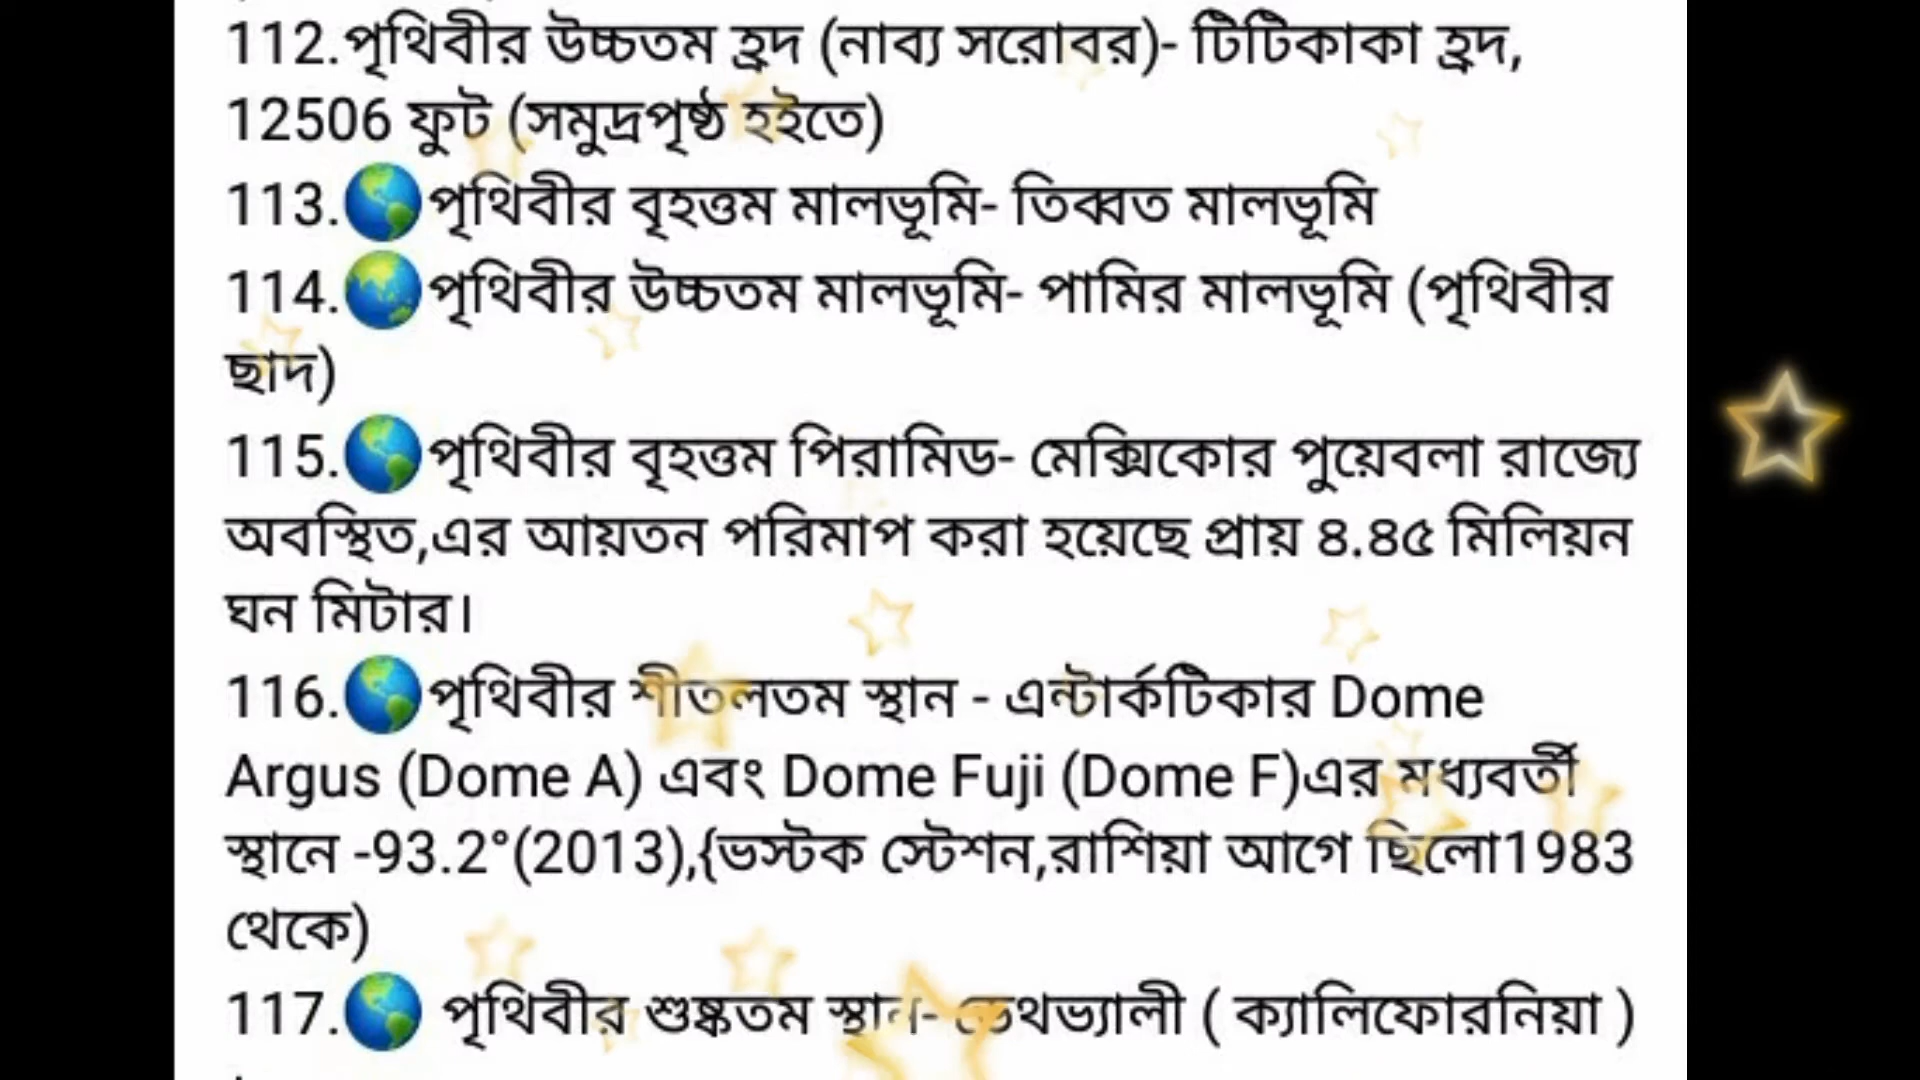 112.পৃথিবীর উচ্চতম হ্রদ (নাব্য সরোবর)- টিটিকাকা হ্রদ,
12506 ফুট (সমুদ্রপৃষ্ঠ হইতে)
113.🌎পৃথিবীর বৃহত্তম মালভূমি- তিব্বত মালভূমি
114.🌏পৃথিবীর উচ্চতম মালভূমি- পামির মালভূমি (পৃথিবীর
ছাদ)
115.🌎পৃথিবীর বৃহত্তম পিরামিড- মেক্সিকোর পুয়েবলা রাজ্যে
অবস্থিত,এর আয়তন পরিমাপ করা হয়েছে প্রায় ৪.৪৫ মিলিয়ন
ঘন মিটার।
116.🌎পৃথিবীর শীতলতম স্থান - এন্টার্কটিকার Dome
Argus (Dome A) এবং Dome Fuji (Dome F)এর মধ্যবর্তী
স্থানে -93.2°(2013),{ভস্টক স্টেশন,রাশিয়া আগে ছিলো1983
থেকে)
117.🌎 পৃথিবীর শুষ্কতম স্থান- ডেথভ্যালী ( ক্যালিফোরনিয়া )